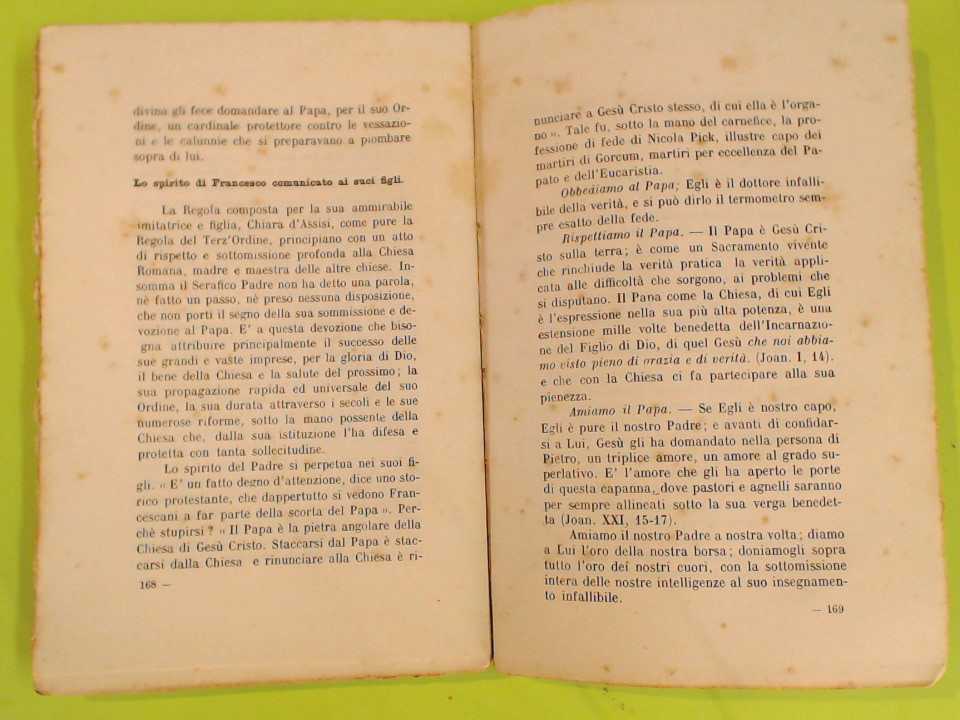 divina gli fece domandare al Papa, per il suo Or-
dine, un cardinale protettore contro le vessazio-
ni e le calunnie che si preparavano a piombare
sopra di lui.
Lo spirito di Francesco comunicato ai suoi figli.
La Regola composta per la sua ammirabile
imitatrice e figlia, Chiara d'Assisi, come pure la
Regola del Terz'Ordine, principiano con un atto
di rispetto e sottomissione profonda alla Chiesa
Romana, madre e maestra delle altre chiese. In-
somma il Serafico Padre non ha detto una parola,
nè fatto un passo, nè preso nessuna disposizione,
che non porti il segno della sua sommissione e de-
vozione al Papa. E' a questa devozione che biso-
gna attribuire principalmente il successo delle
sue grandi e vaste imprese, per la gloria di Dio,
il bene della Chiesa e la salute del prossimo; la
sua propagazione rapida ed universale del suo
Ordine, la sua durata attraverso i secoli e le sue
numerose riforme, sotto la mano possente della
Chiesa che, dalla sua istituzione l'ha difesa e
protetta con tanta sollecitudine.
Lo spirito del Padre si perpetua nei suoi fi-
gli. « E' un fatto degno d'attenzione, dice uno sto-
rico protestante, che dappertutto si vedono Fran-
cescani a far parte della scorta del Papa ». Per-
chè stupirsi? « Il Papa è la pietra angolare della
Chiesa di Gesù Cristo. Staccarsi dal Papa è stac-
carsi dalla Chiesa e rinunciare alla Chiesa è ri-
168 —
nunciare a Gesù Cristo stesso, di cui ella è l'orga-
no ». Tale fu, sotto la mano del carnefice, la pro-
fessione di fede di Nicola Pick, illustre capo dei
martiri di Gorcum, martiri per eccellenza del Pa-
pato e dell'Eucaristia.
Obbediamo al Papa; Egli è il dottore infalli-
bile della verità, e si può dirlo il termometro sem-
pre esatto della fede.
Rispettiamo il Papa. — Il Papa è Gesù Cri-
sto sulla terra; è come un Sacramento vivente
che rinchiude la verità pratica la verità appli-
cata alle difficoltà che sorgono, ai problemi che
si disputano. Il Papa come la Chiesa, di cui Egli
è l'espressione nella sua più alta potenza, è una
estensione mille volte benedetta dell'Incarnazio-
ne del Figlio di Dio, di quel Gesù che noi abbia-
mo visto pieno di grazia e di verità. (Joan. I, 14).
e che con la Chiesa ci fa partecipare alla sua
pienezza.
Amiamo il Papa. — Se Egli è nostro capo,
Egli è pure il nostro Padre; e avanti di confidar-
si a Lui, Gesù gli ha domandato nella persona di
Pietro, un triplice amore, un amore al grado su-
perlativo. E' l'amore che gli ha aperto le porte
di questa capanna, dove pastori e agnelli saranno
per sempre allineati sotto la sua verga benedet-
ta (Joan. XXI, 15-17).
Amiamo il nostro Padre a nostra volta; diamo
a Lui l'oro della nostra borsa; doniamogli sopra
tutto l'oro dei nostri cuori, con la sottomissione
intera delle nostre intelligenze al suo insegnamen-
to infallibile.
— 169